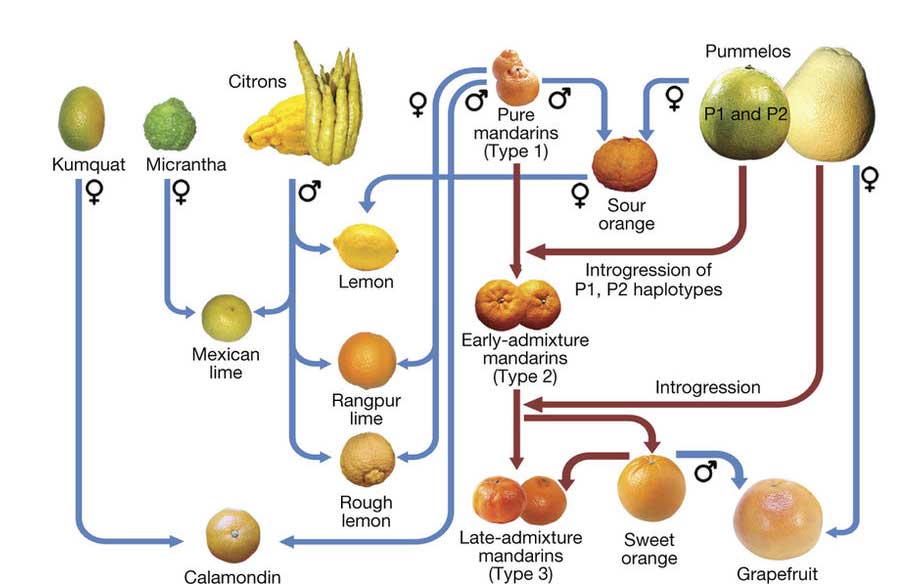 Pummelos
Citrons
P1 and P2
Kumquat
Micrantha
Pure
mandarins
(Type 1)
Sour
orange
Lemon
Introgression of
P1, P2 haplotypes
Mexican
lime
Early-admixture
mandarins
(Type 2)
Rangpur
lime
Introgression
Rough
lemon
Calamondin
Late-admixture
mandarins
(Type 3)
Sweet
orange
Grapefruit